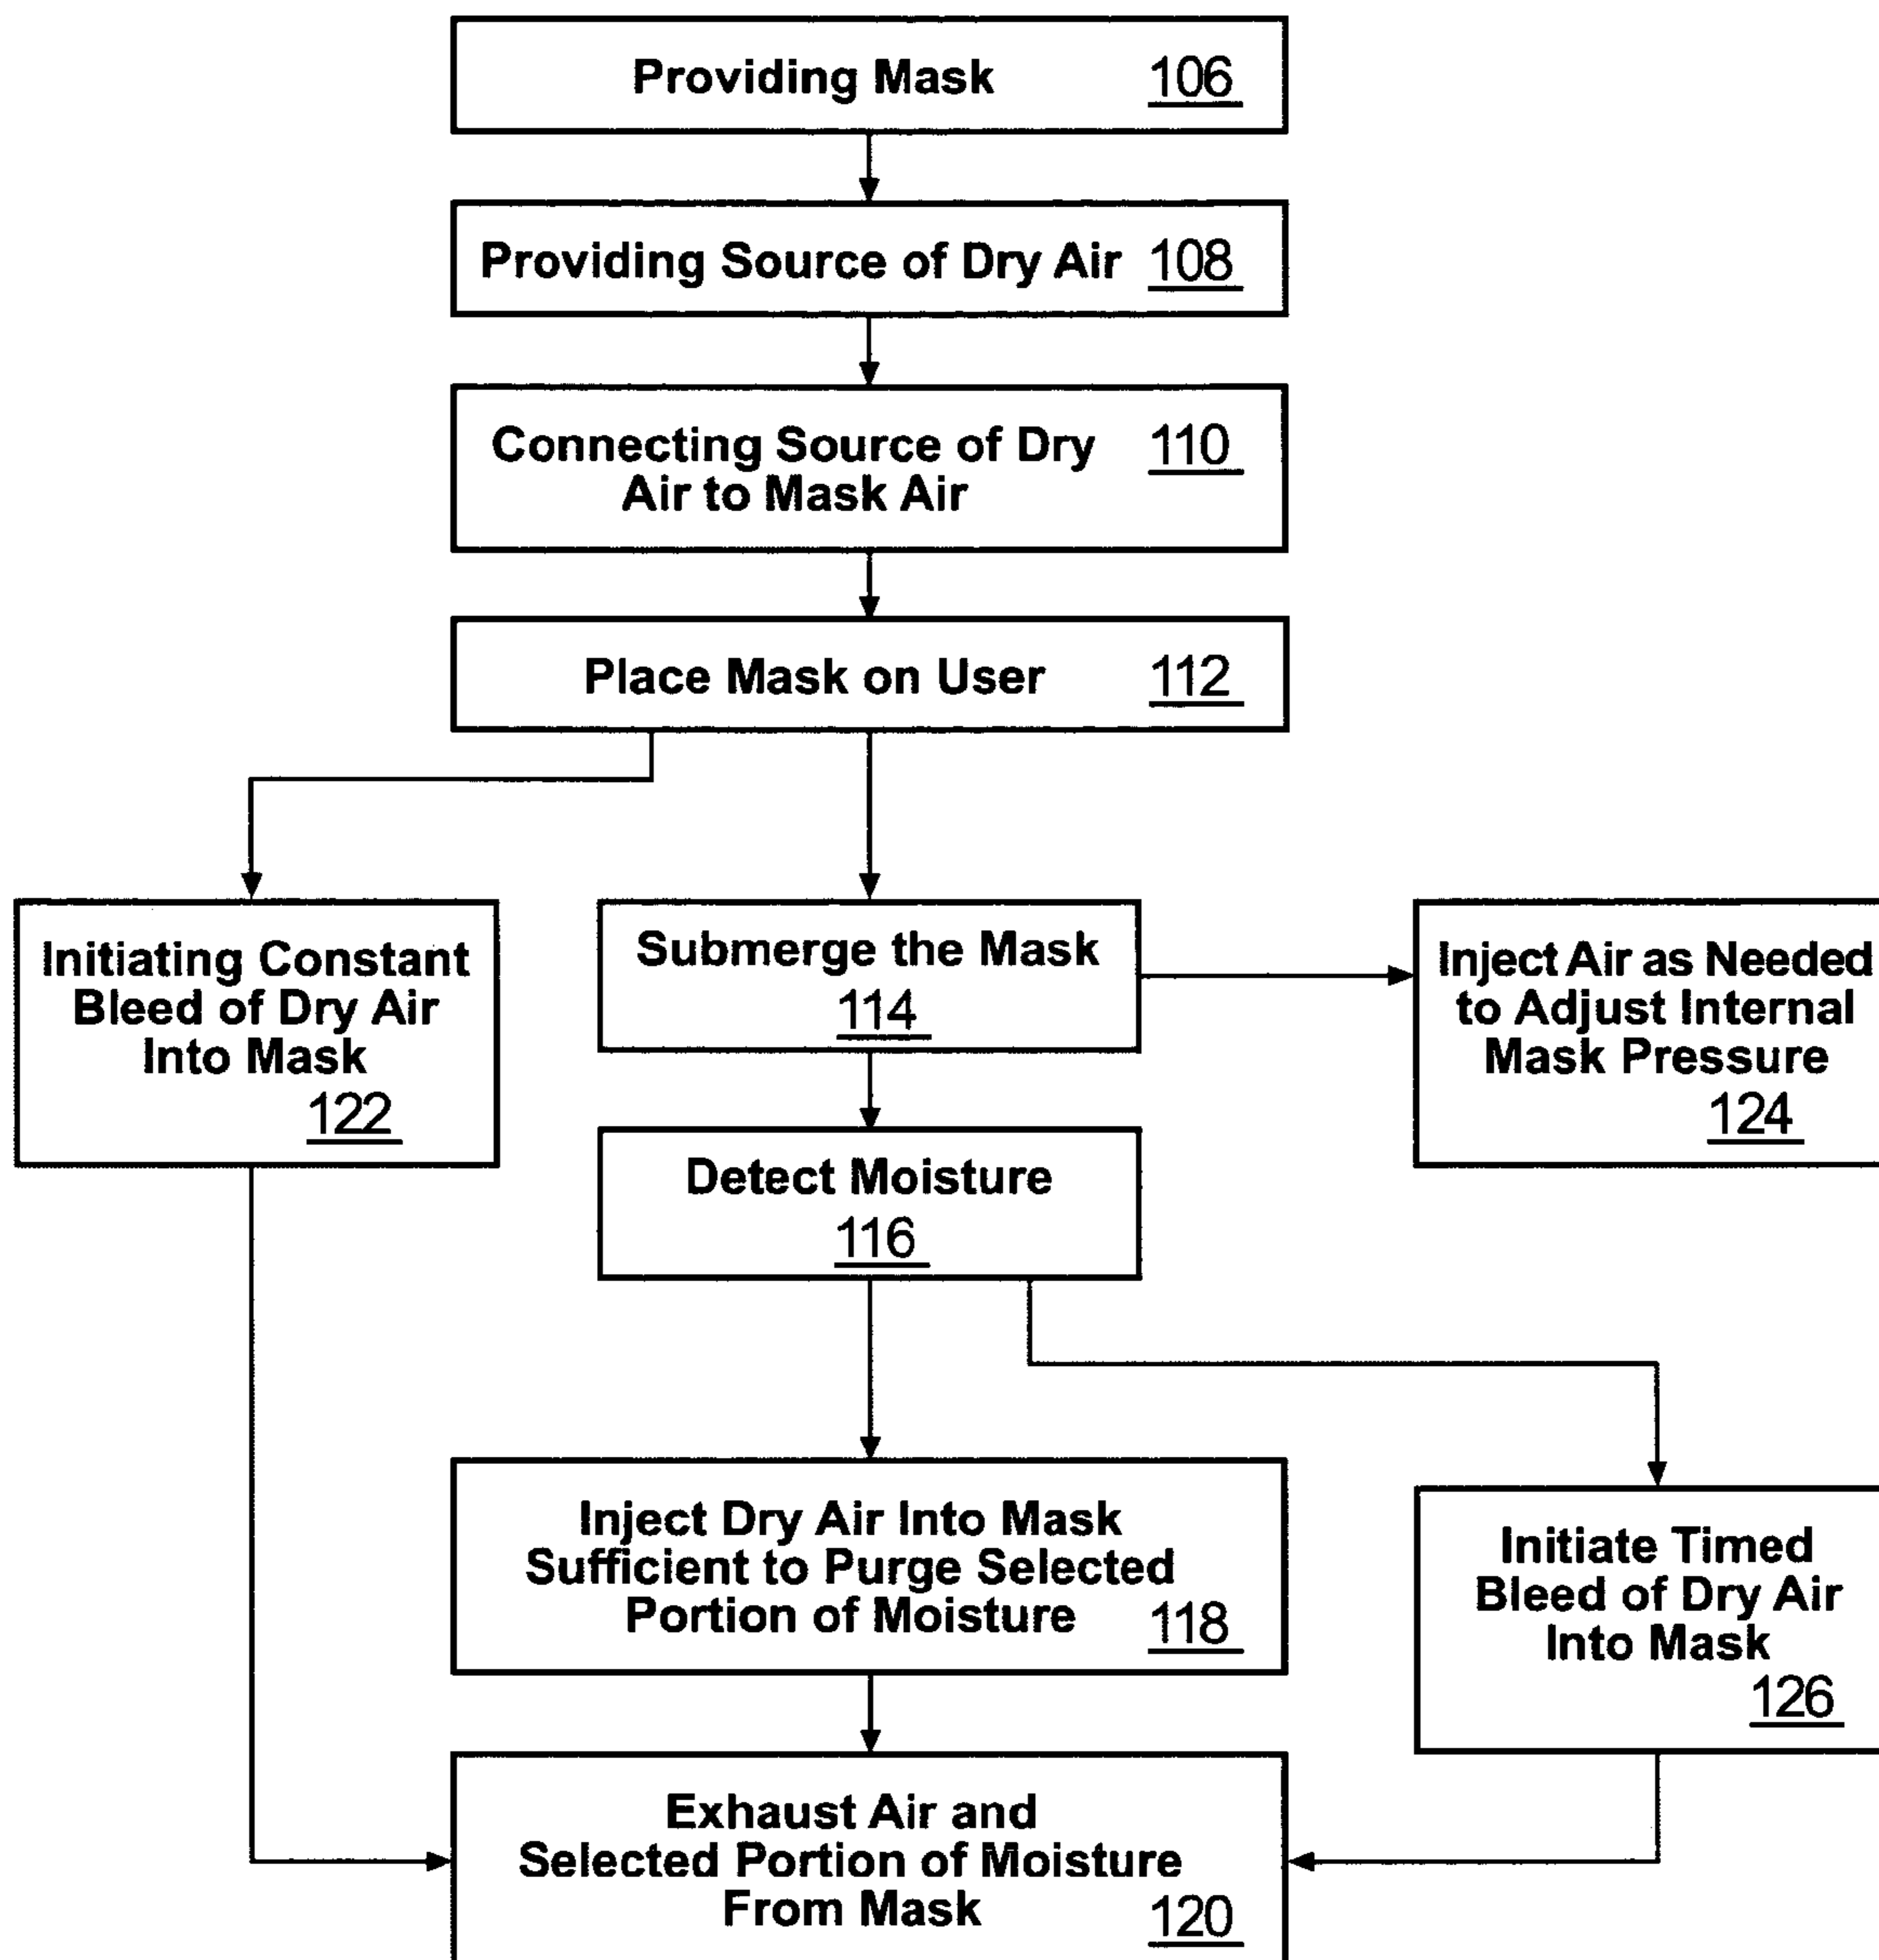 Providing Mask 106
Providing Source of Dry Air 108
Connecting Source of Dry 110
Air to Mask Air
Place Mask on User 112
Initiating Constant
Bleed of Dry Air
Into Mask
122
Submerge the Mask
114
Inject Air as Needed
to Adjust Internal
Mask Pressure
124
Detect Moisture
116
Inject Dry Air Into Mask
Sufficient to Purge Selected
Portion of Moisture 118
Initiate Timed
Bleed of Dry Air
Into Mask
126
Exhaust Air and
Selected Portion of Moisture
From Mask 120